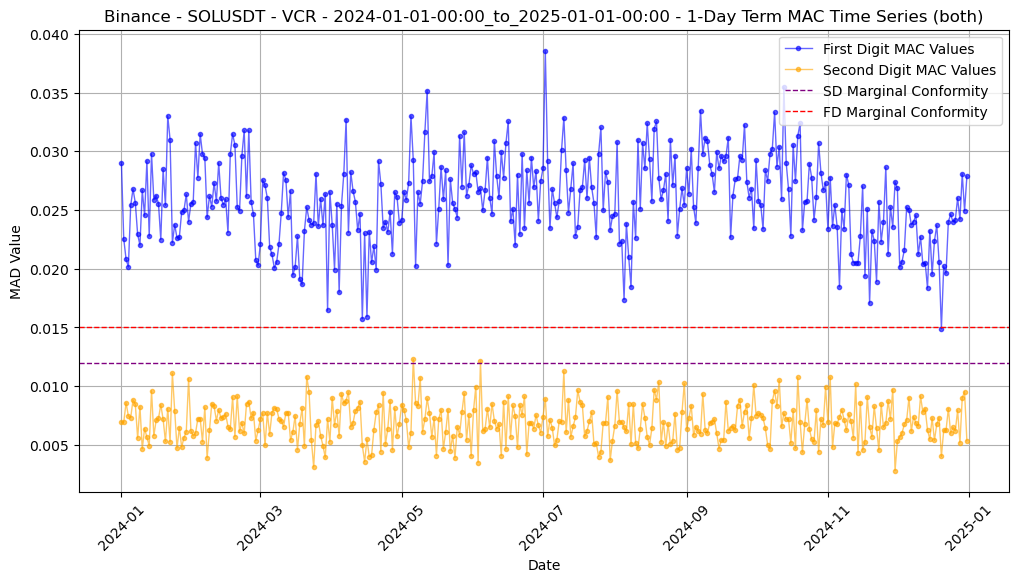 Binance - SOLUSDT - VCR - 2024-01-01-00:00_to_2025-01-01-00:00 - 1-Day Term MAC Time Series (both)
First Digit MAC Values
Second Digit MAC Values
SD Marginal Conformity
FD Marginal Conformity
MAD Value
0.040
0.035
0.030
0.025
0.020
0.015
0.010
0.005
2024-01
2024-03
2024-05
2024-07
2024-09
2024-11
2025-01
Date